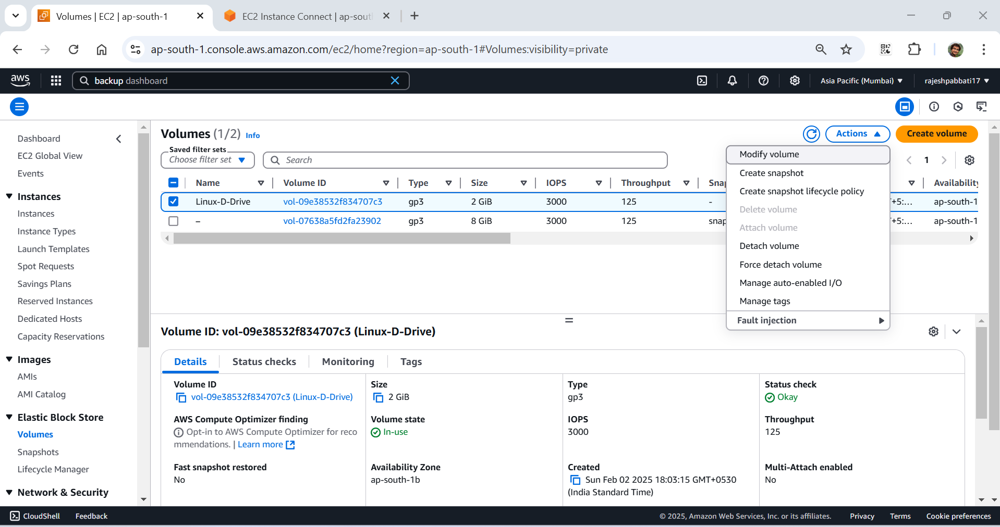 Volumes | EC2 | ap-south-1
EC2 Instance Connect | ap-sout
ap-south-1.console.aws.amazon.com/ec2/home?region=ap-south-1#Volumes:visibility=private
aws
backup dashboard
Asia Pacific (Mumbai)
rajeshpabbati17
Dashboard
EC2 Global View
Events
Instances
Instances
Instance Types
Launch Templates
Spot Requests
Savings Plans
Reserved Instances
Dedicated Hosts
Capacity Reservations
Images
AMIs
AMI Catalog
Elastic Block Store
Volumes
Snapshots
Lifecycle Manager
Network & Security
Volumes (1/2) Info
Actions
Create volume
Saved filter sets
Choose filter set
Search
1
Name Volume ID Type Size IOPS Throughput Snap Availability
Linux-D-Drive vol-09e38532f834707c3 gp3 2 GiB 3000 125 - +5:... ap-south-1
– vol-07638a5fd2fa23902 gp3 8 GiB 3000 125 snap +5:... ap-south-1
Modify volume
Create snapshot
Create snapshot lifecycle policy
Delete volume
Attach volume
Detach volume
Force detach volume
Manage auto-enabled I/O
Manage tags
Fault injection
Volume ID: vol-09e38532f834707c3 (Linux-D-Drive)
Details
Status checks
Monitoring
Tags
Volume ID
vol-09e38532f834707c3 (Linux-D-Drive)
Size
2 GiB
Type
gp3
Status check
Okay
AWS Compute Optimizer finding
Opt-in to AWS Compute Optimizer for reco
mmendations. | Learn more
Volume state
In-use
IOPS
3000
Throughput
125
Fast snapshot restored
No
Availability Zone
ap-south-1b
Created
Sun Feb 02 2025 18:03:15 GMT+0530
(India Standard Time)
Multi-Attach enabled
No
CloudShell
Feedback
© 2025, Amazon Web Services, Inc. or its affiliates.
Privacy
Terms
Cookie preferences